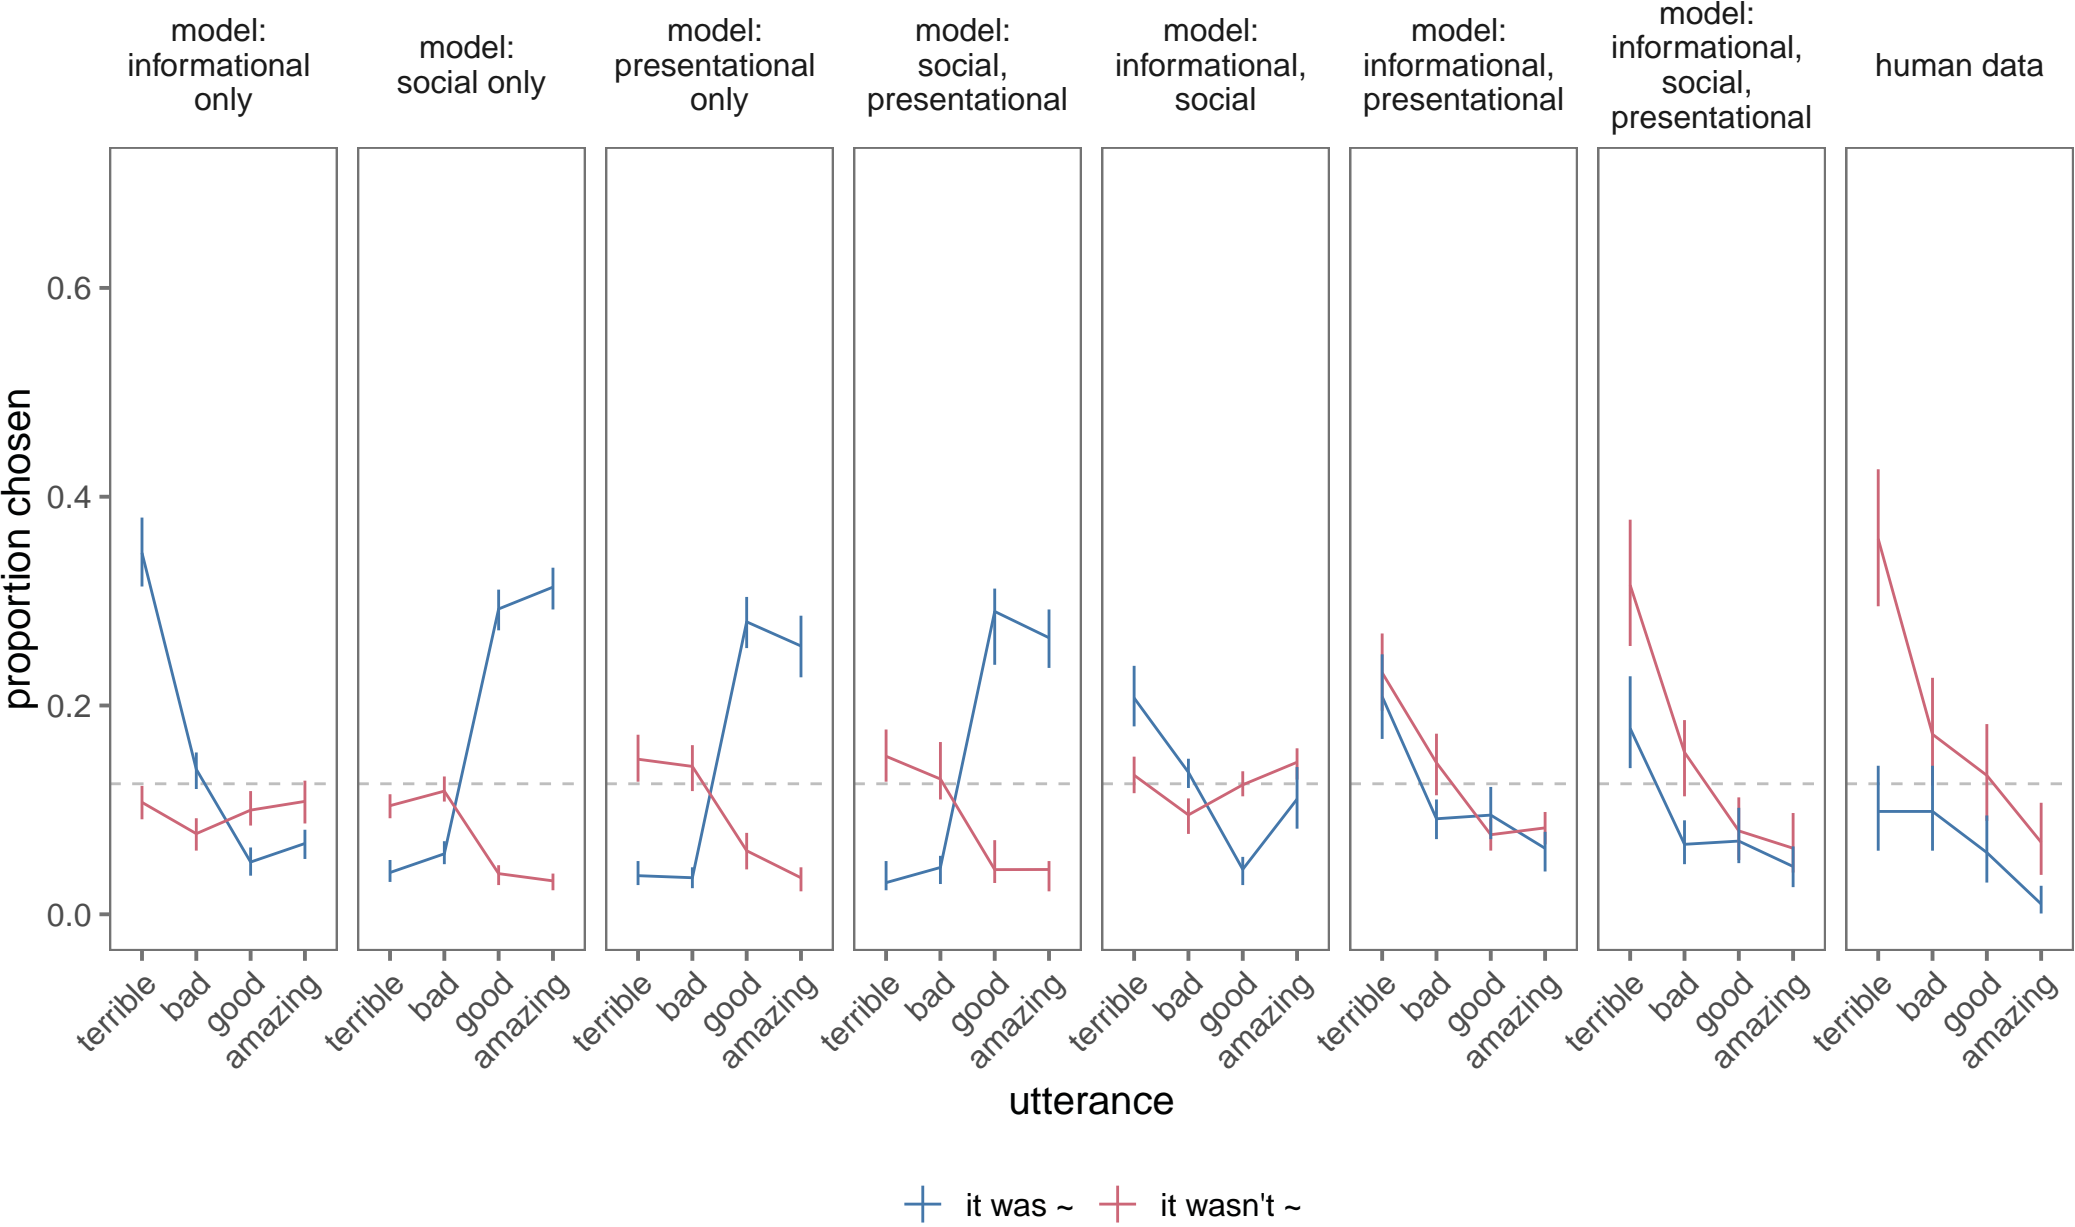 model:
informational
only
model:
social only
model:
presentational
only
model:
social,
presentational
model:
informational,
social
model:
informational,
presentational
model:
informational,
social,
presentational
human data
proportion chosen
0.6
0.4
0.2
0.0
terrible bad good amazing
terrible bad good amazing
terrible bad good amazing
terrible bad good amazing
terrible bad good amazing
terrible bad good amazing
terrible bad good amazing
terrible bad good amazing
utterance
it was ~ it wasn't ~